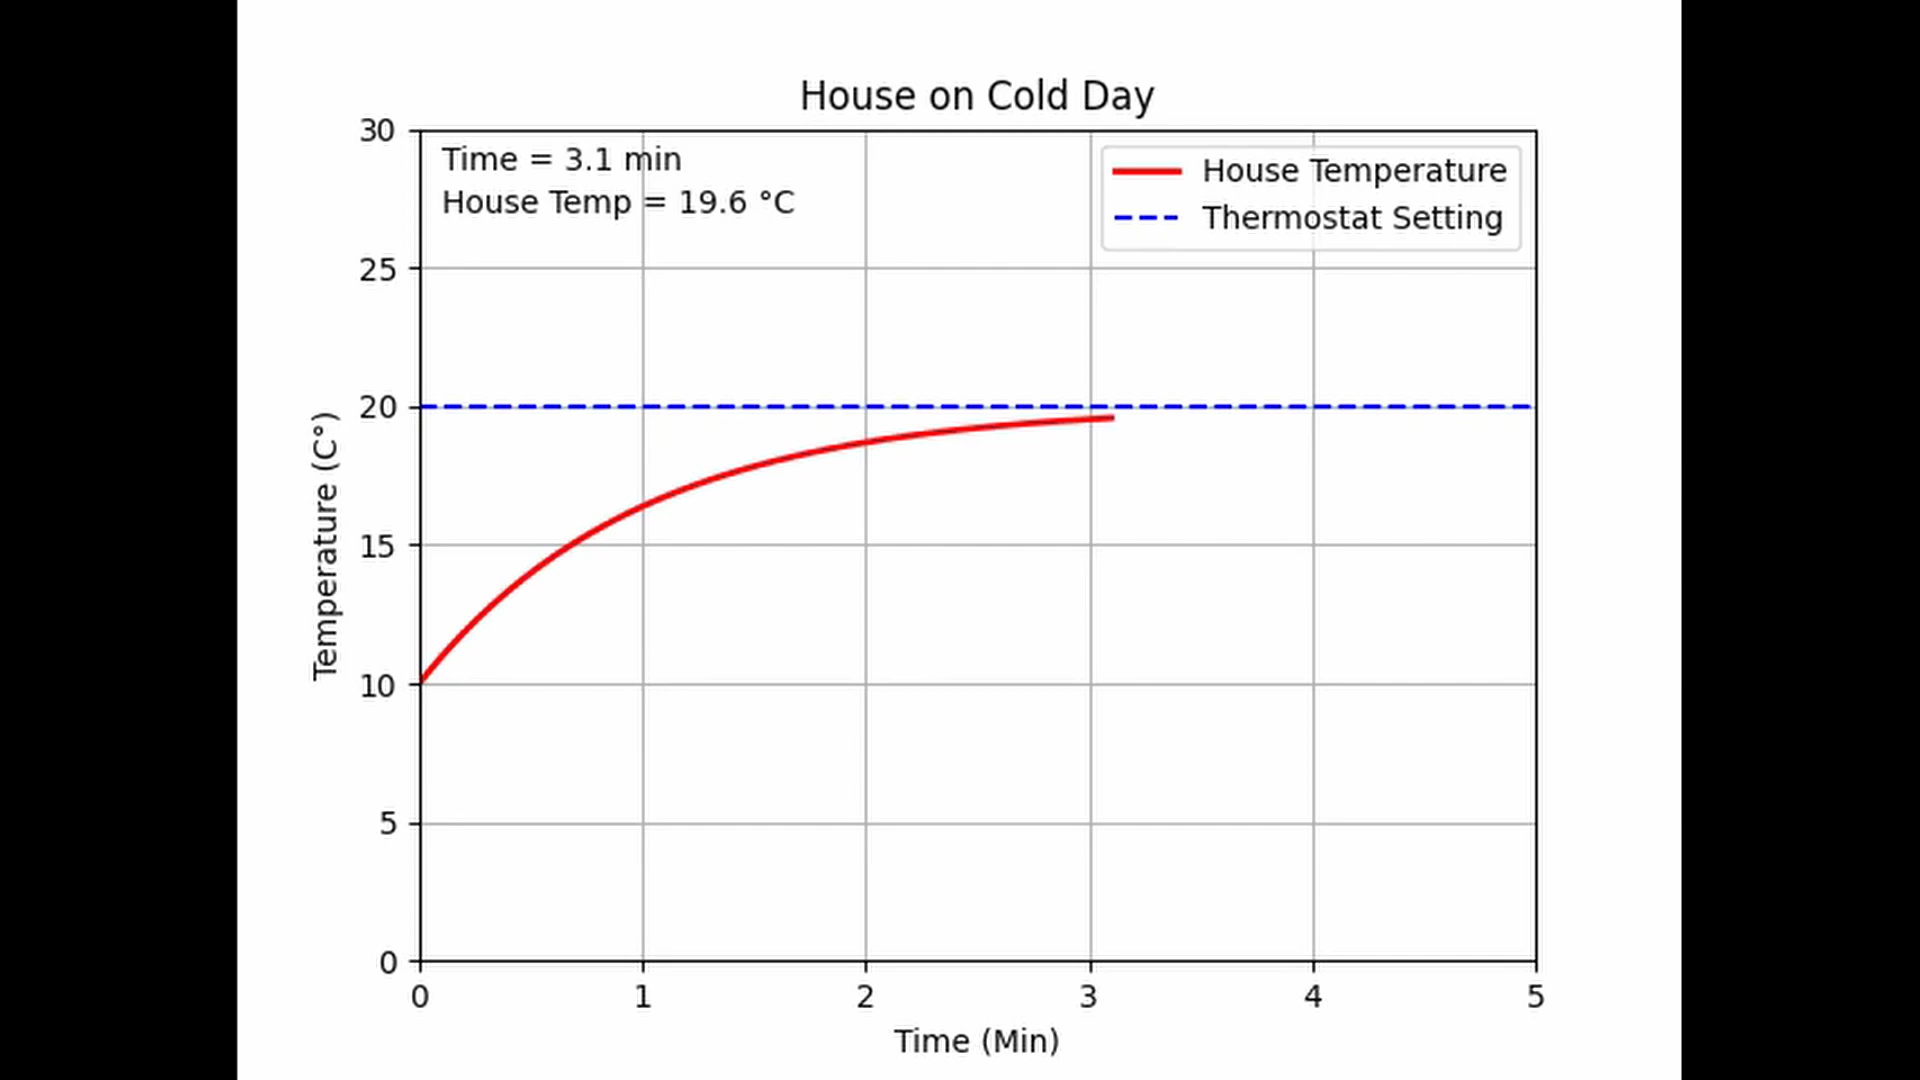 House on Cold Day
Time = 3.1 min
House Temp = 19.6 °C
House Temperature
Thermostat Setting
30
25
20
15
10
5
0
Temperature (C°)
0 1 2 3 4 5
Time (Min)